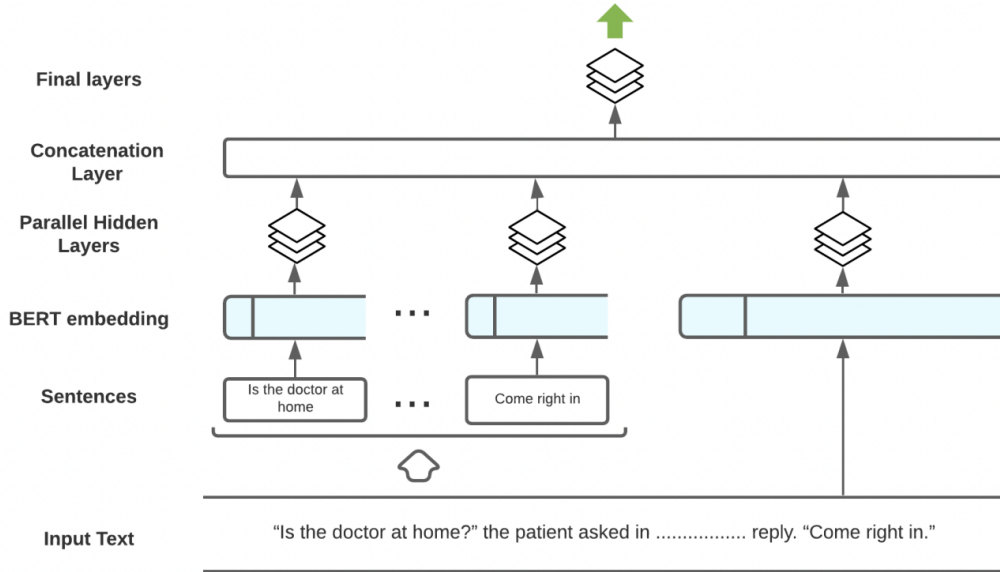 Final layers
Concatenation
Layer
Parallel Hidden
Layers
BERT embedding
...
Sentences
Is the doctor at
home
...
Come right in
Input Text
“Is the doctor at home?” the patient asked in ................. reply. “Come right in.”